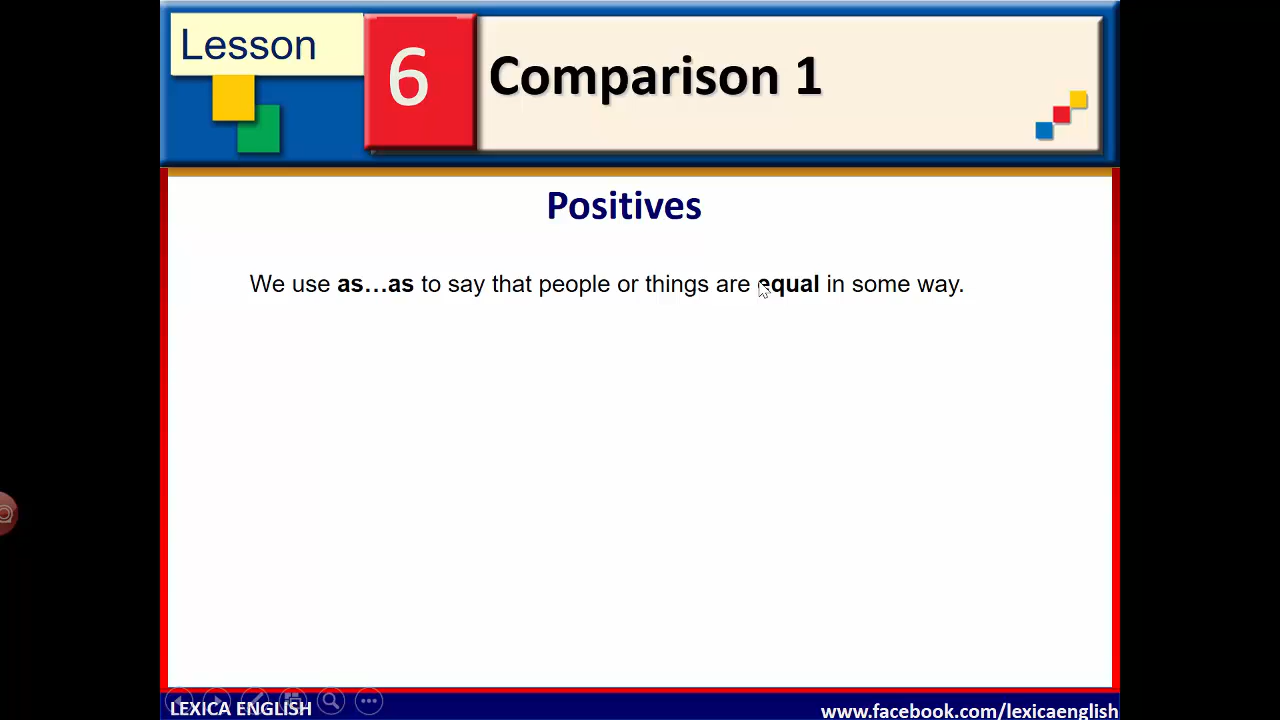 Lesson
6
Comparison 1
Positives
We use as...as to say that people or things are equal in some way.
LEXICA ENGLISH
www.facebook.com/lexicaenglish